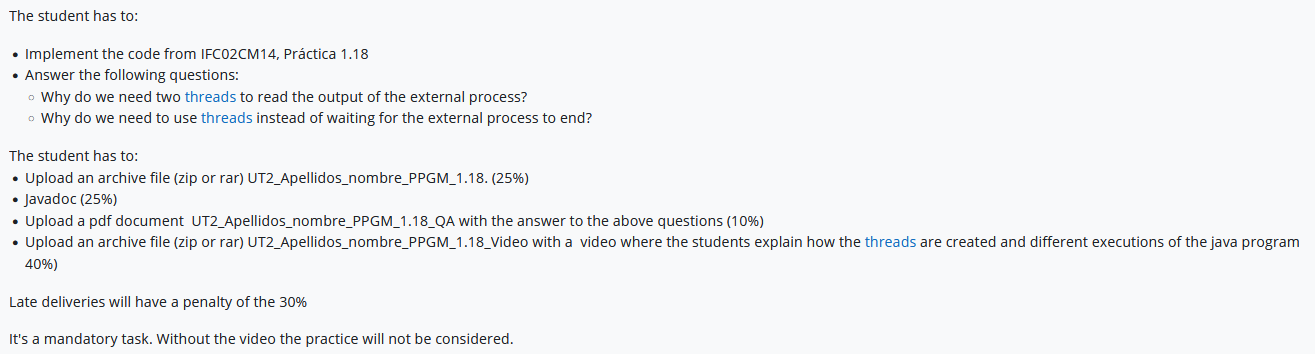 The student has to:
• Implement the code from IFC02CM14, Práctica 1.18
• Answer the following questions:
○ Why do we need two threads to read the output of the external process?
○ Why do we need to use threads instead of waiting for the external process to end?
The student has to:
• Upload an archive file (zip or rar) UT2_Apellidos_nombre_PPGM_1.18. (25%)
• Javadoc (25%)
• Upload a pdf document  UT2_Apellidos_nombre_PPGM_1.18_QA with the answer to the above questions (10%)
• Upload an archive file (zip or rar) UT2_Apellidos_nombre_PPGM_1.18_Video with a  video where the students explain how the threads are created and different executions of the java program
40%)
Late deliveries will have a penalty of the 30%
It's a mandatory task. Without the video the practice will not be considered.